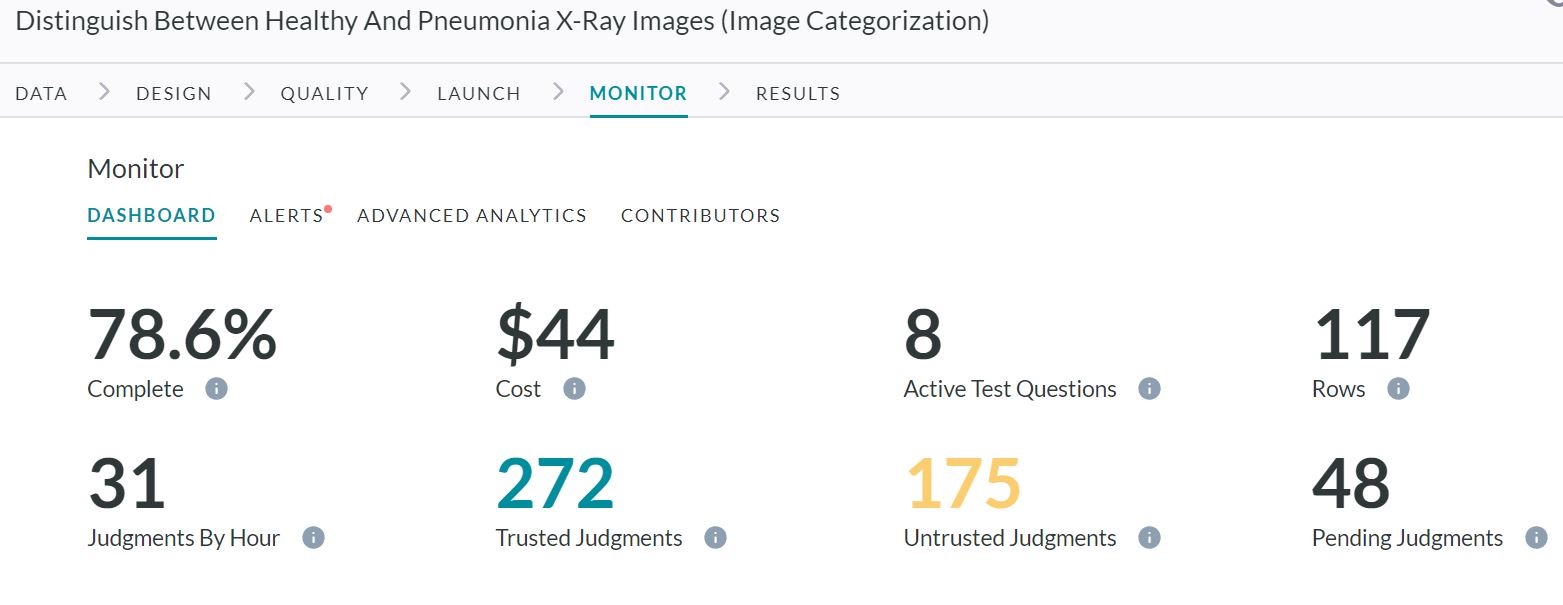 Distinguish Between Healthy And Pneumonia X-Ray Images (Image Categorization)
DATA > DESIGN > QUALITY > LAUNCH > MONITOR > RESULTS
Monitor
DASHBOARD ALERTS ADVANCED ANALYTICS CONTRIBUTORS
78.6% $44 8 117
Complete i Cost i Active Test Questions i Rows i
31 272 175 48
Judgments By Hour i Trusted Judgments i Untrusted Judgments i Pending Judgments i